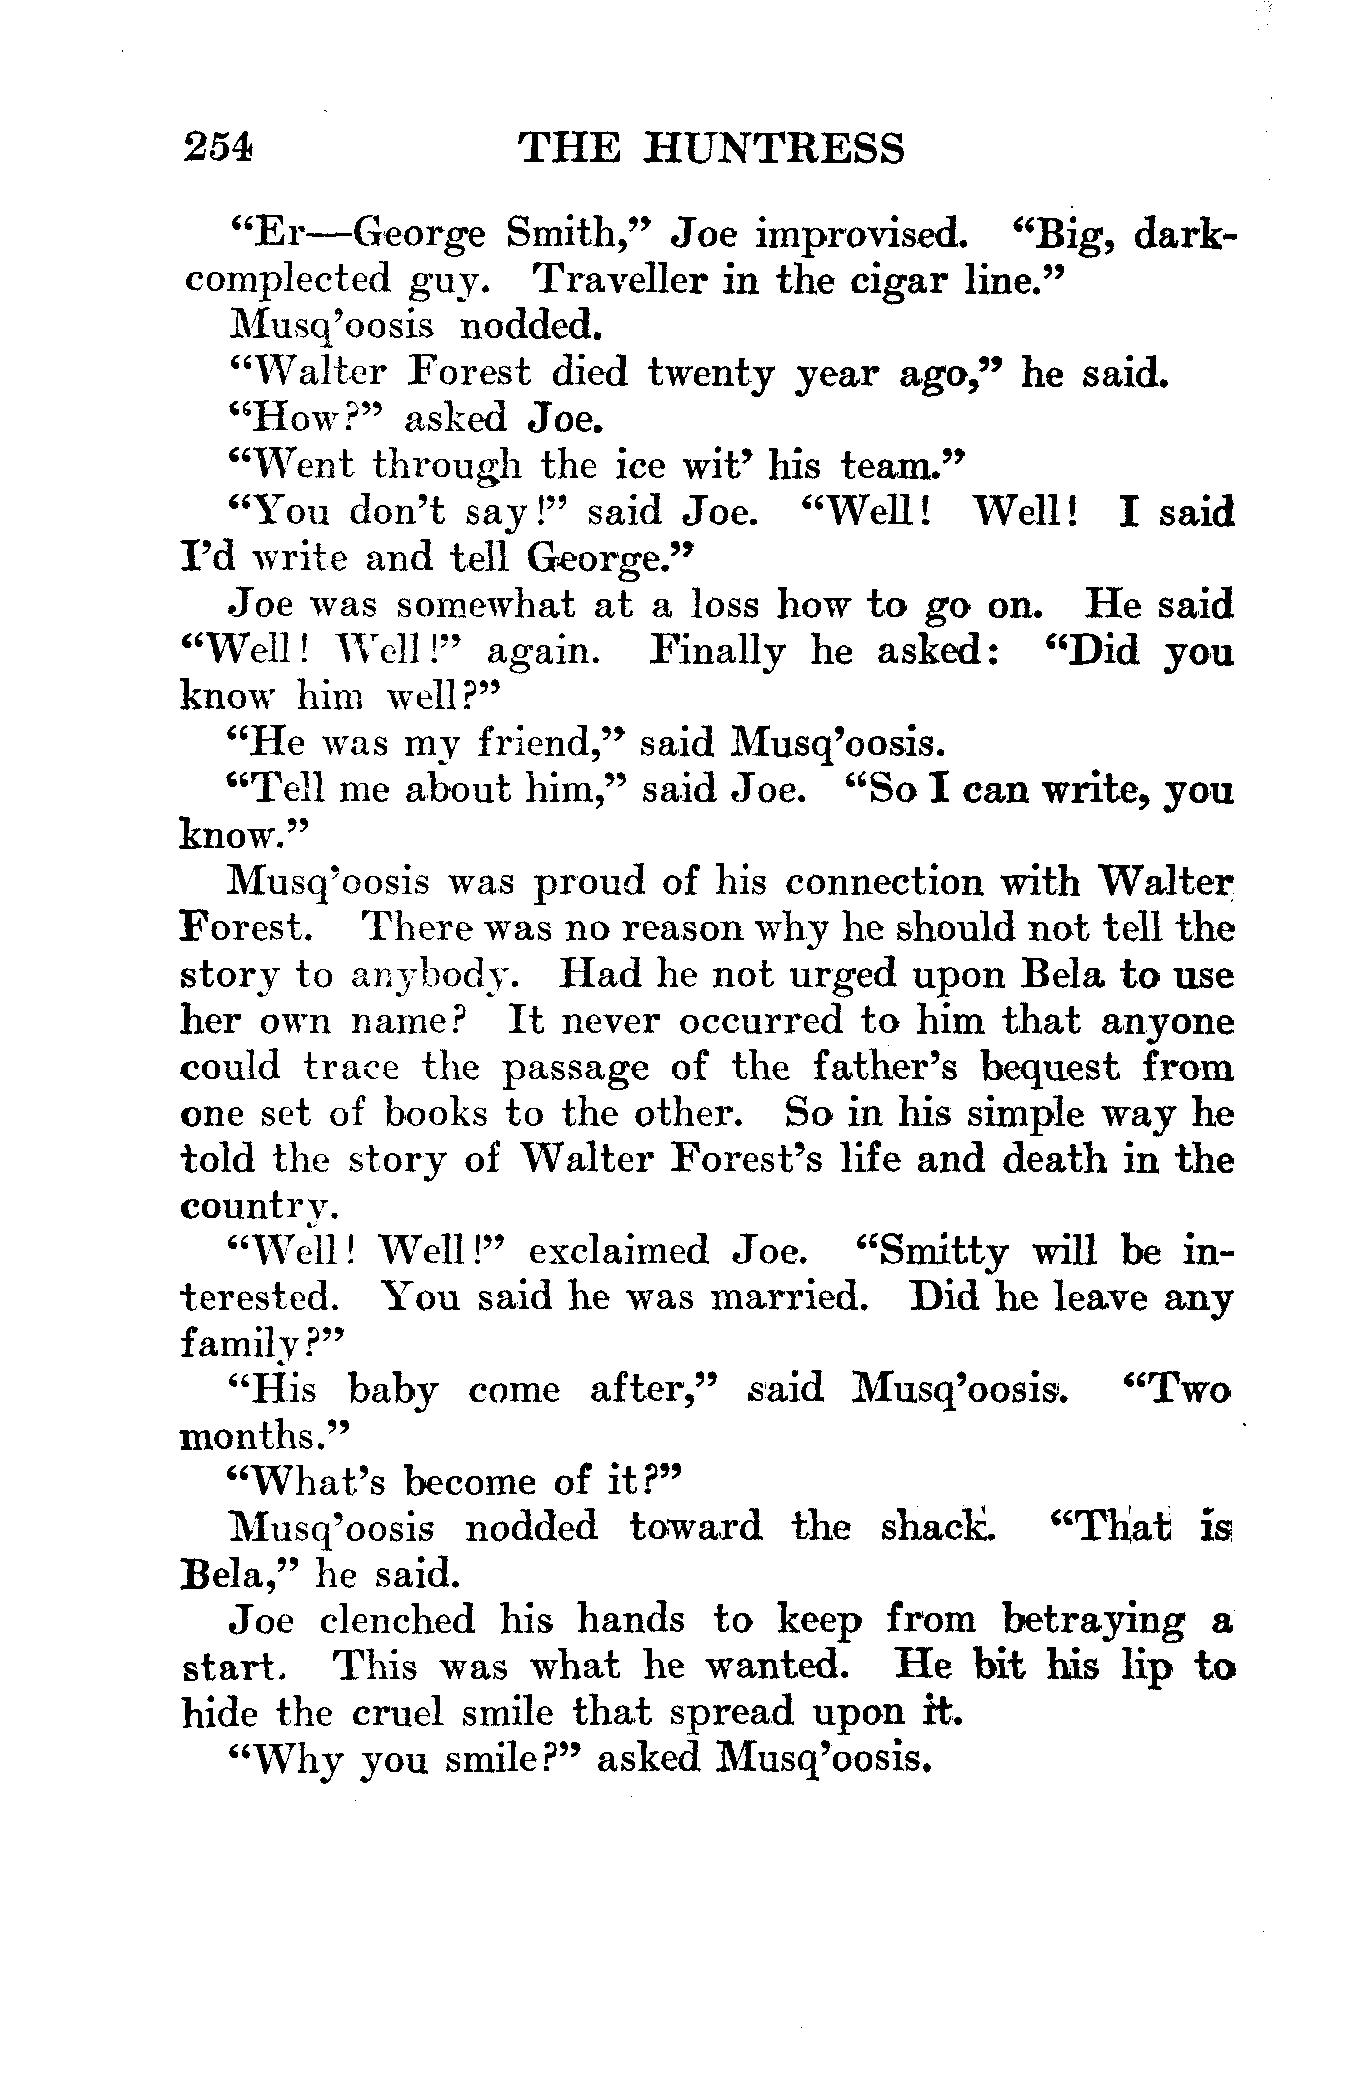 254 THE HUNTRESS
“Er—George Smith,” Joe improvised. “Big, dark-
complected guy. Traveller in the cigar line.”
Musq’oosis nodded.
“Walter Forest died twenty year ago,” he said.
“How?” asked Joe.
“Went through the ice wit’ his team.”
“You don’t say!” said Joe. “Well! Well! I said
I’d write and tell George.”
Joe was somewhat at a loss how to go on. He said
“Well! Well!” again. Finally he asked: “Did you
know him well?”
“He was my friend,” said Musq’oosis.
“Tell me about him,” said Joe. “So I can write, you
know.”
Musq’oosis was proud of his connection with Walter
Forest. There was no reason why he should not tell the
story to anybody. Had he not urged upon Bela to use
her own name? It never occurred to him that anyone
could trace the passage of the father’s bequest from
one set of books to the other. So in his simple way he
told the story of Walter Forest’s life and death in the
country.
“Well! Well!” exclaimed Joe. “Smitty will be in-
terested. You said he was married. Did he leave any
family?”
“His baby come after,” said Musq’oosis. “Two
months.”
“What’s become of it?”
Musq’oosis nodded toward the shack. “That is
Bela,” he said.
Joe clenched his hands to keep from betraying a
start. This was what he wanted. He bit his lip to
hide the cruel smile that spread upon it.
“Why you smile?” asked Musq’oosis.